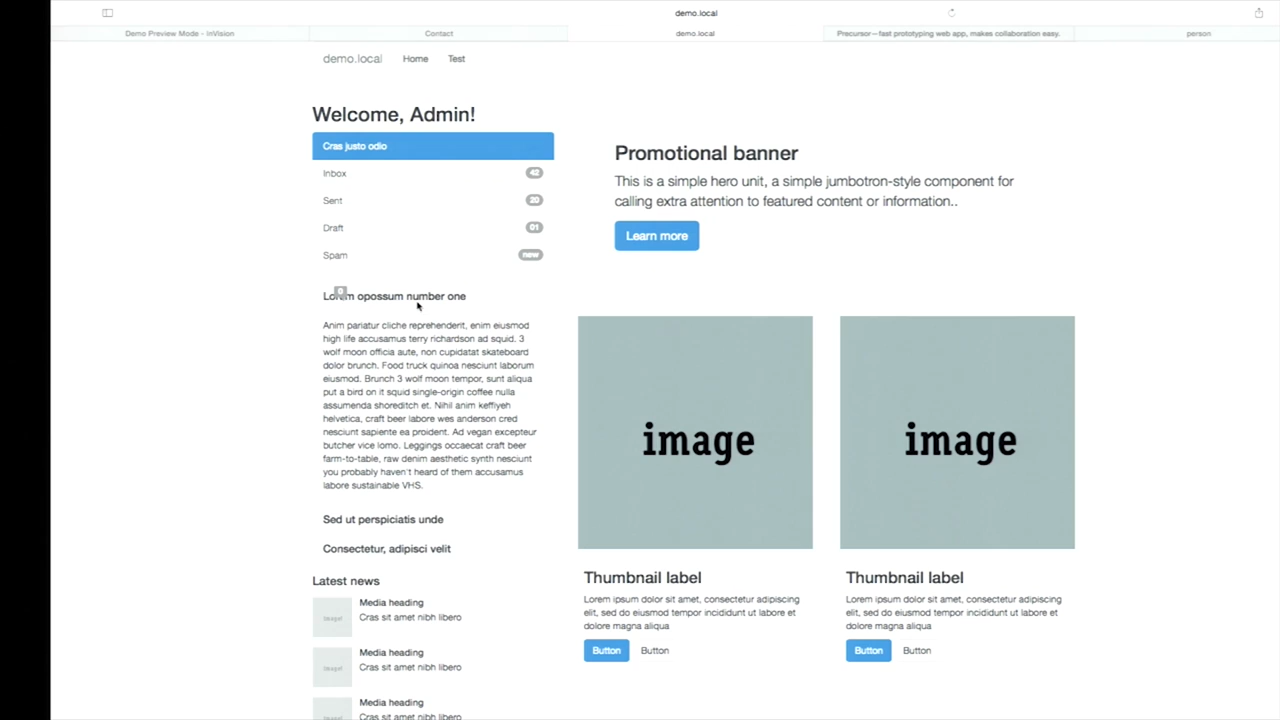 demo.local
Demo Preview Mode - InVision
Contact
demo.local
Precursor—fast prototyping web app, makes collaboration easy.
person
demo.local
Home
Test
Welcome, Admin!
Cras justo odio
Inbox
42
Sent
20
Draft
01
Spam
new
0
Lorem opossum number one
Anim pariatur cliche reprehenderit, enim eiusmod
high life accusamus terry richardson ad squid. 3
wolf moon officia aute, non cupidatat skateboard
dolor brunch. Food truck quinoa nesciunt laborum
eiusmod. Brunch 3 wolf moon tempor, sunt aliqua
put a bird on it squid single-origin coffee nulla
assumenda shoreditch et. Nihil anim keffiyeh
helvetica, craft beer labore wes anderson cred
nesciunt sapiente ea proident. Ad vegan excepteur
butcher vice lomo. Leggings occaecat craft beer
farm-to-table, raw denim aesthetic synth nesciunt
you probably haven't heard of them accusamus
labore sustainable VHS.
Sed ut perspiciatis unde
Consectetur, adipisci velit
Latest news
image!
Media heading
Cras sit amet nibh libero
image!
Media heading
Cras sit amet nibh libero
image!
Media heading
Cras sit amet nibh libero
Promotional banner
This is a simple hero unit, a simple jumbotron-style component for
calling extra attention to featured content or information..
Learn more
image
Thumbnail label
Lorem ipsum dolor sit amet, consectetur adipiscing
elit, sed do eiusmod tempor incididunt ut labore et
dolore magna aliqua
Button
Button
image
Thumbnail label
Lorem ipsum dolor sit amet, consectetur adipiscing
elit, sed do eiusmod tempor incididunt ut labore et
dolore magna aliqua
Button
Button